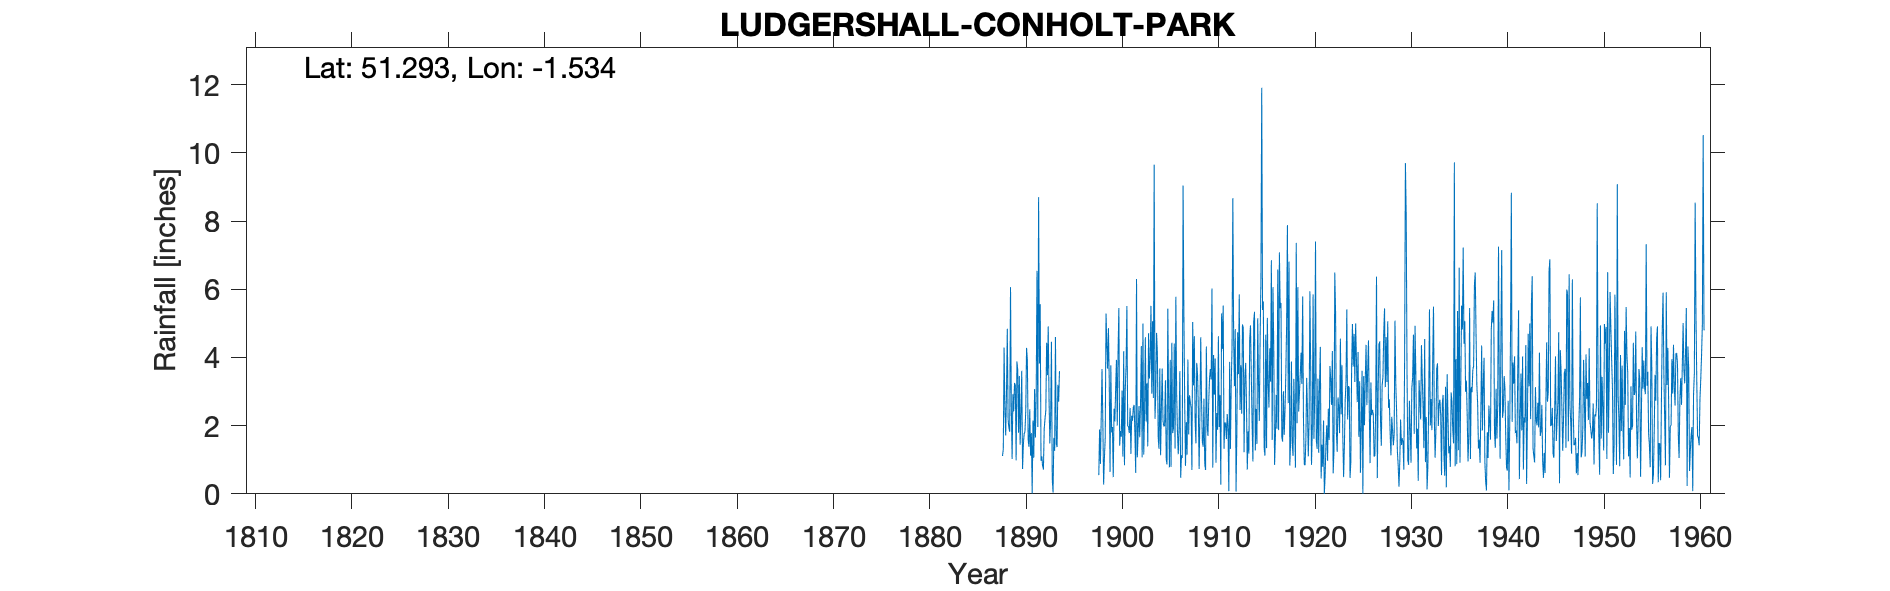 LUDGERSHALL-CONHOLT-PARK
Lat: 51.293, Lon: -1.534
12
10
8
6
4
2
0
Rainfall [inches]
1810 1820 1830 1840 1850 1860 1870 1880 1890 1900 1910 1920 1930 1940 1950 1960
Year